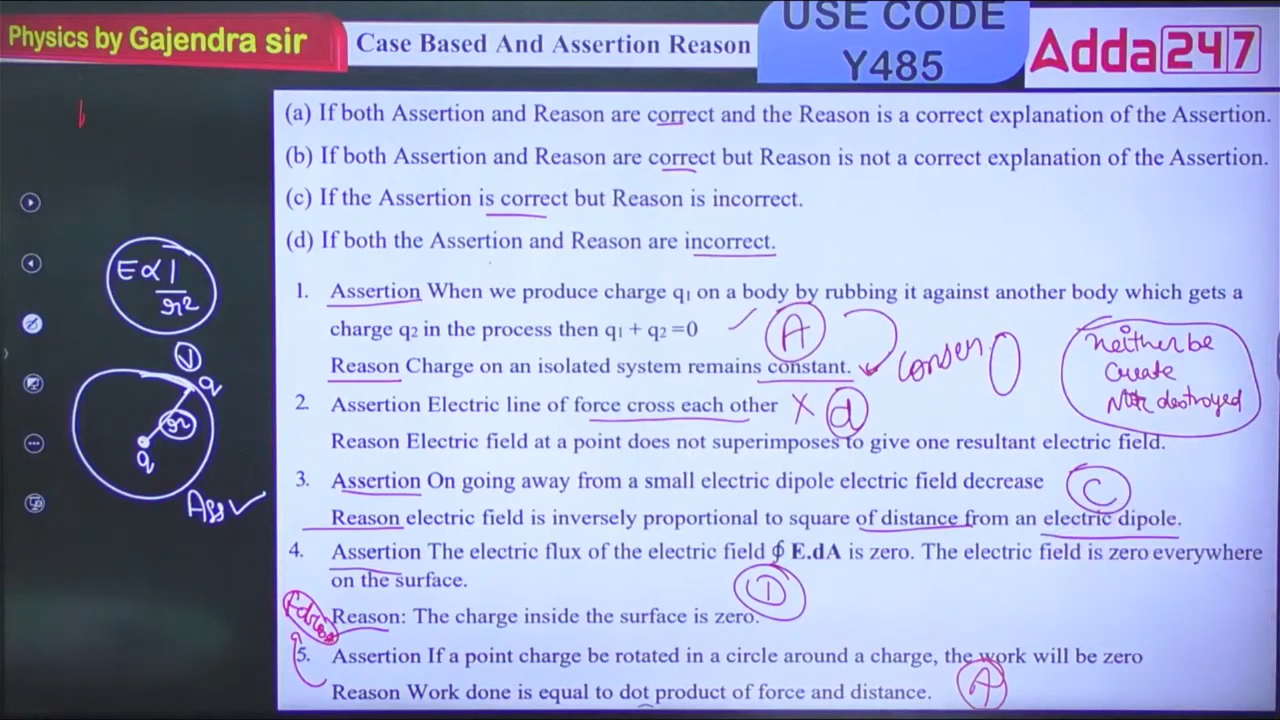 Physics by Gajendra sir
Case Based And Assertion Reason
USE CODE
Y485
Adda247
(a) If both Assertion and Reason are correct and the Reason is a correct explanation of the Assertion.
(b) If both Assertion and Reason are correct but Reason is not a correct explanation of the Assertion.
(c) If the Assertion is correct but Reason is incorrect.
(d) If both the Assertion and Reason are incorrect.
1. Assertion When we produce charge q₁ on a body by rubbing it against another body which gets a
charge q₂ in the process then q₁ + q₂ =0
A
Reason Charge on an isolated system remains constant.
Conser
neither be
create
destroyed
2. Assertion Electric line of force cross each other
X d
Reason Electric field at a point does not superimposes to give one resultant electric field.
3. Assertion On going away from a small electric dipole electric field decrease
C
Reason electric field is inversely proportional to square of distance from an electric dipole.
4. Assertion The electric flux of the electric field ∮ E.dA is zero. The electric field is zero everywhere
on the surface.
D
Reason: The charge inside the surface is zero.
5. Assertion If a point charge be rotated in a circle around a charge, the work will be zero
Reason Work done is equal to dot product of force and distance.
A
E ∝ 1
r²
q
r
q
Ass ✓